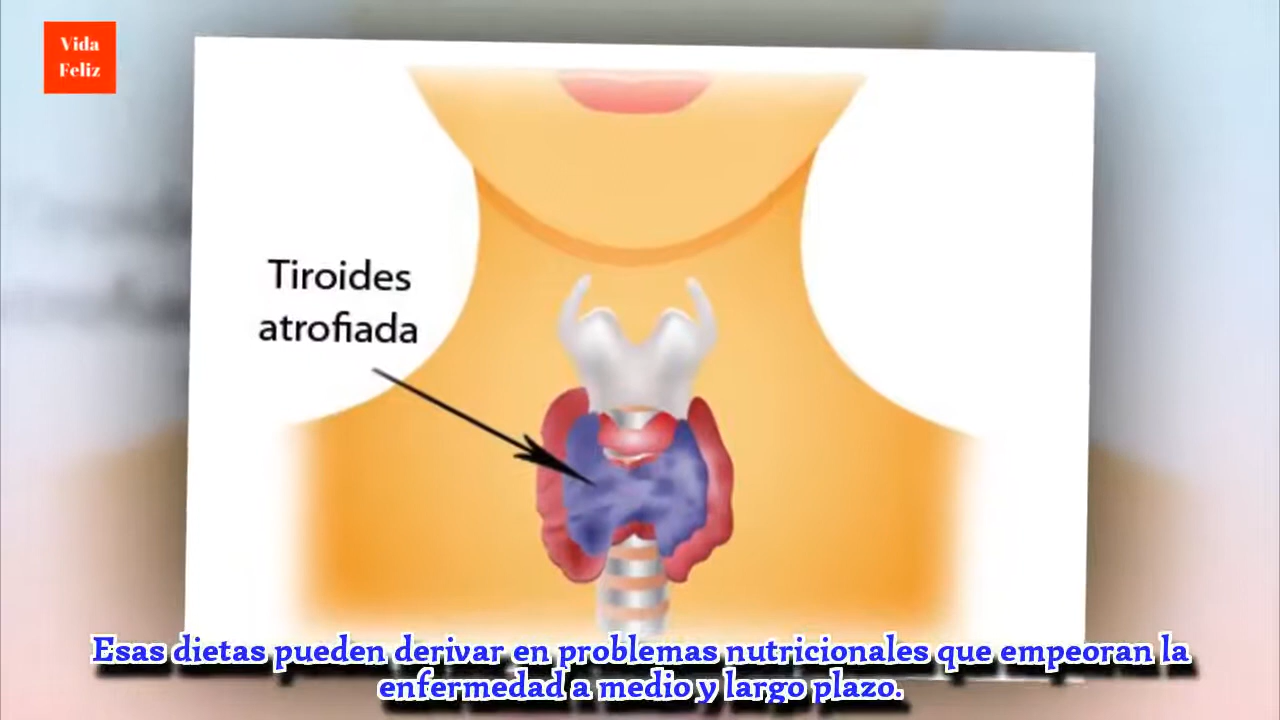 Vida
Feliz
Tiroides
atrofiada
Esas dietas pueden derivar en problemas nutricionales que empeoran la
enfermedad a medio y largo plazo.